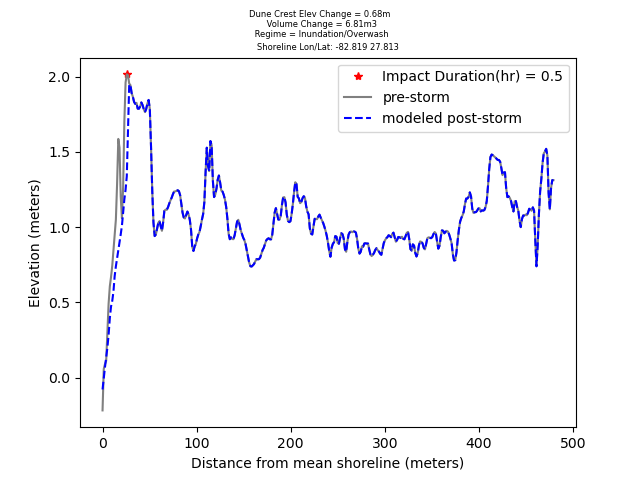 Dune Crest Elev Change = 0.68m
Volume Change = 6.81m3
Regime = Inundation/Overwash
Shoreline Lon/Lat: -82.819 27.813
Impact Duration(hr) = 0.5
pre-storm
modeled post-storm
2.0
1.5
1.0
0.5
0.0
Elevation (meters)
0 100 200 300 400 500
Distance from mean shoreline (meters)